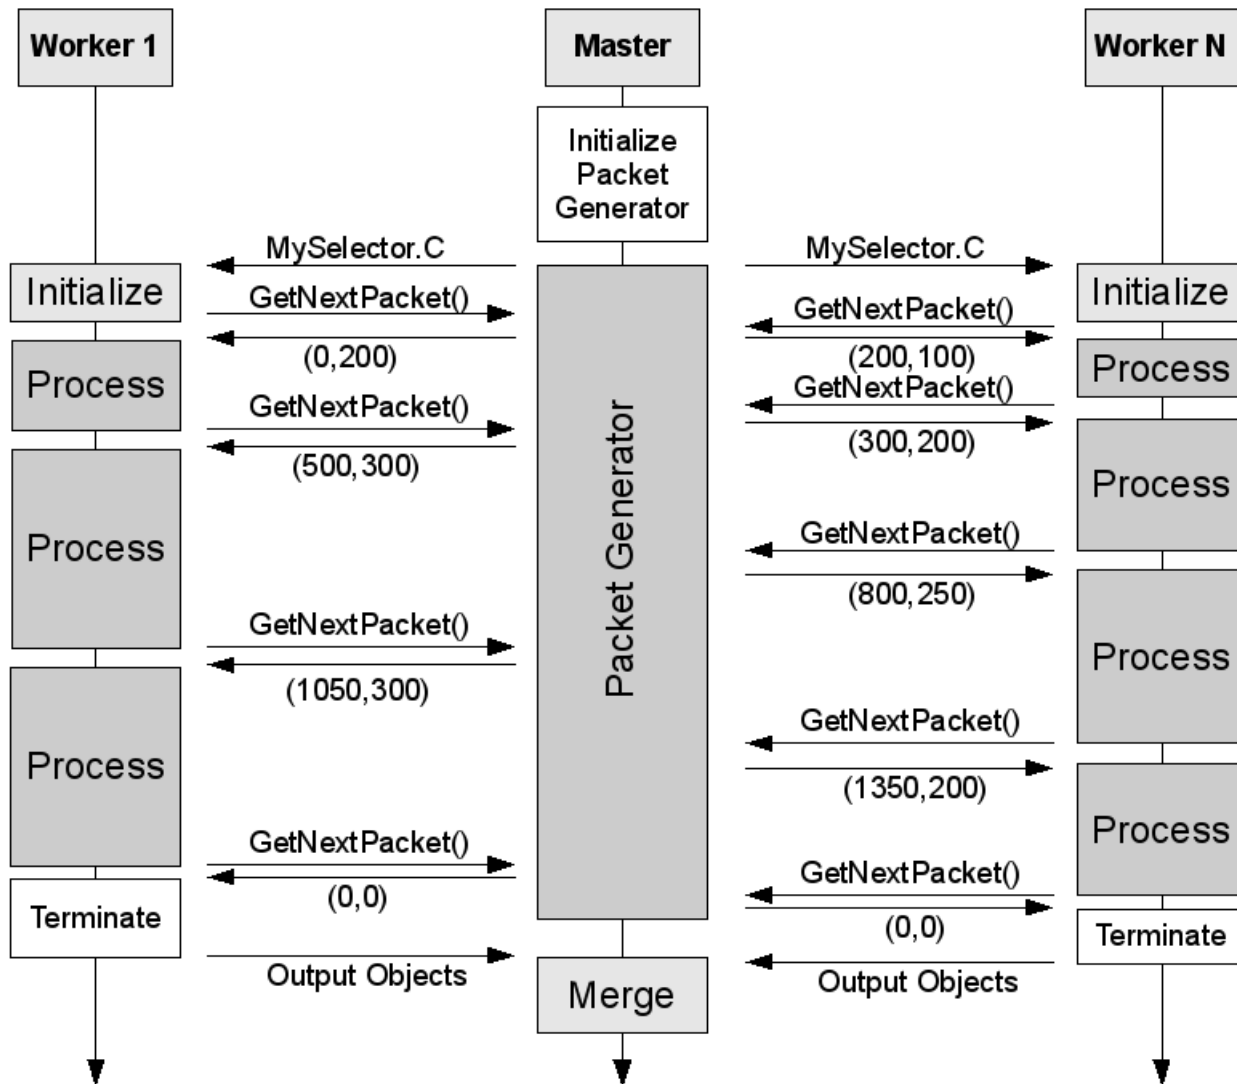 Worker 1
Master
Worker N
Initialize
Packet
Generator
MySelector.C
MySelector.C
Initialize
Initialize
GetNextPacket()
GetNextPacket()
(0,200)
(200,100)
Process
Process
GetNextPacket()
GetNextPacket()
(500,300)
(300,200)
Process
Process
Packet Generator
GetNextPacket()
(800,250)
GetNextPacket()
(1050,300)
Process
GetNextPacket()
(1350,200)
Process
Process
GetNextPacket()
GetNextPacket()
(0,0)
(0,0)
Terminate
Terminate
Output Objects
Output Objects
Merge